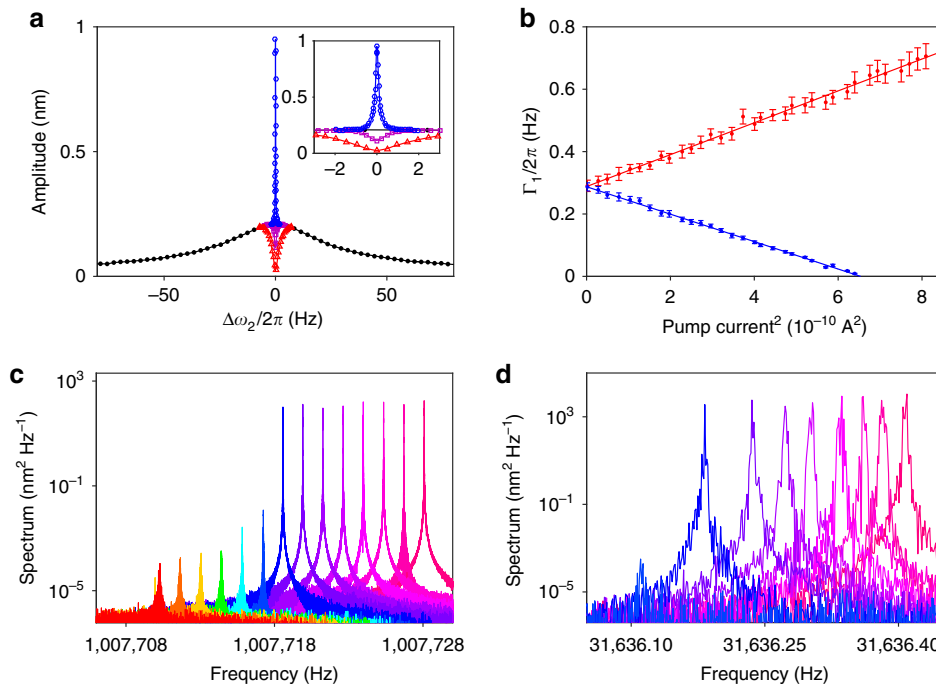 a
Amplitude (nm)
1
0.5
0
−50
0
50
Δω₂/2π (Hz)
1
0.5
0
−2
0
2
b
Γ₁/2π (Hz)
0.8
0.6
0.4
0.2
0
0
2
4
6
8
Pump current² (10⁻¹⁰ A²)
c
Spectrum (nm² Hz⁻¹)
10³
10⁻¹
10⁻⁵
1,007,708
1,007,718
1,007,728
Frequency (Hz)
d
Spectrum (nm² Hz⁻¹)
10³
10⁻¹
10⁻⁵
31,636.10
31,636.25
31,636.40
Frequency (Hz)